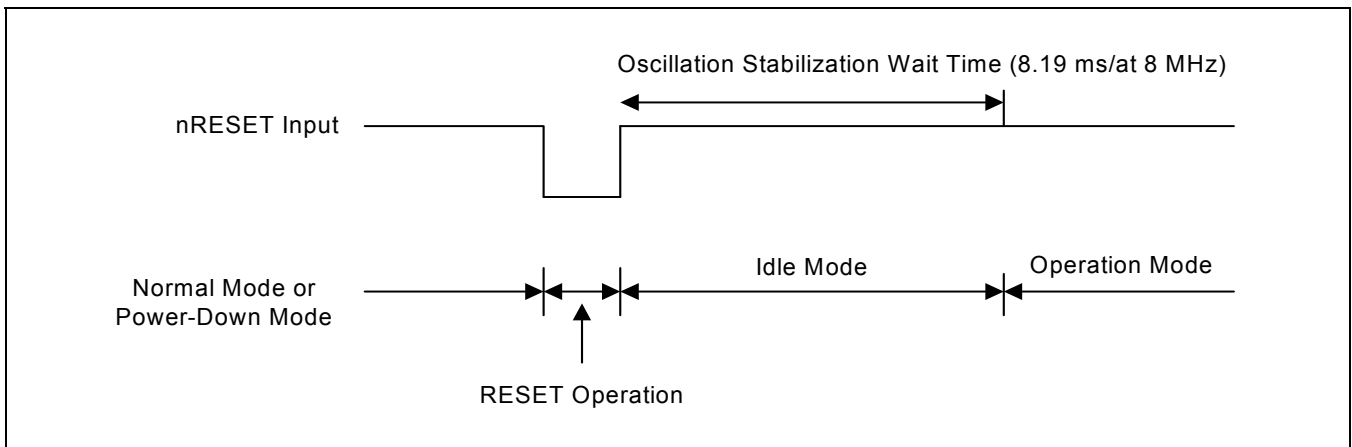 Oscillation Stabilization Wait Time (8.19 ms/at 8 MHz)
nRESET Input
Idle Mode
Operation Mode
Normal Mode or
Power-Down Mode
RESET Operation